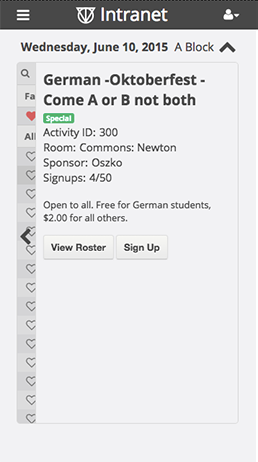 Intranet
Wednesday, June 10, 2015 A Block
Fa
All
German -Oktoberfest -
Come A or B not both
Special
Activity ID: 300
Room: Commons: Newton
Sponsor: Oszko
Signups: 4/50
Open to all. Free for German students,
$2.00 for all others.
View Roster Sign Up